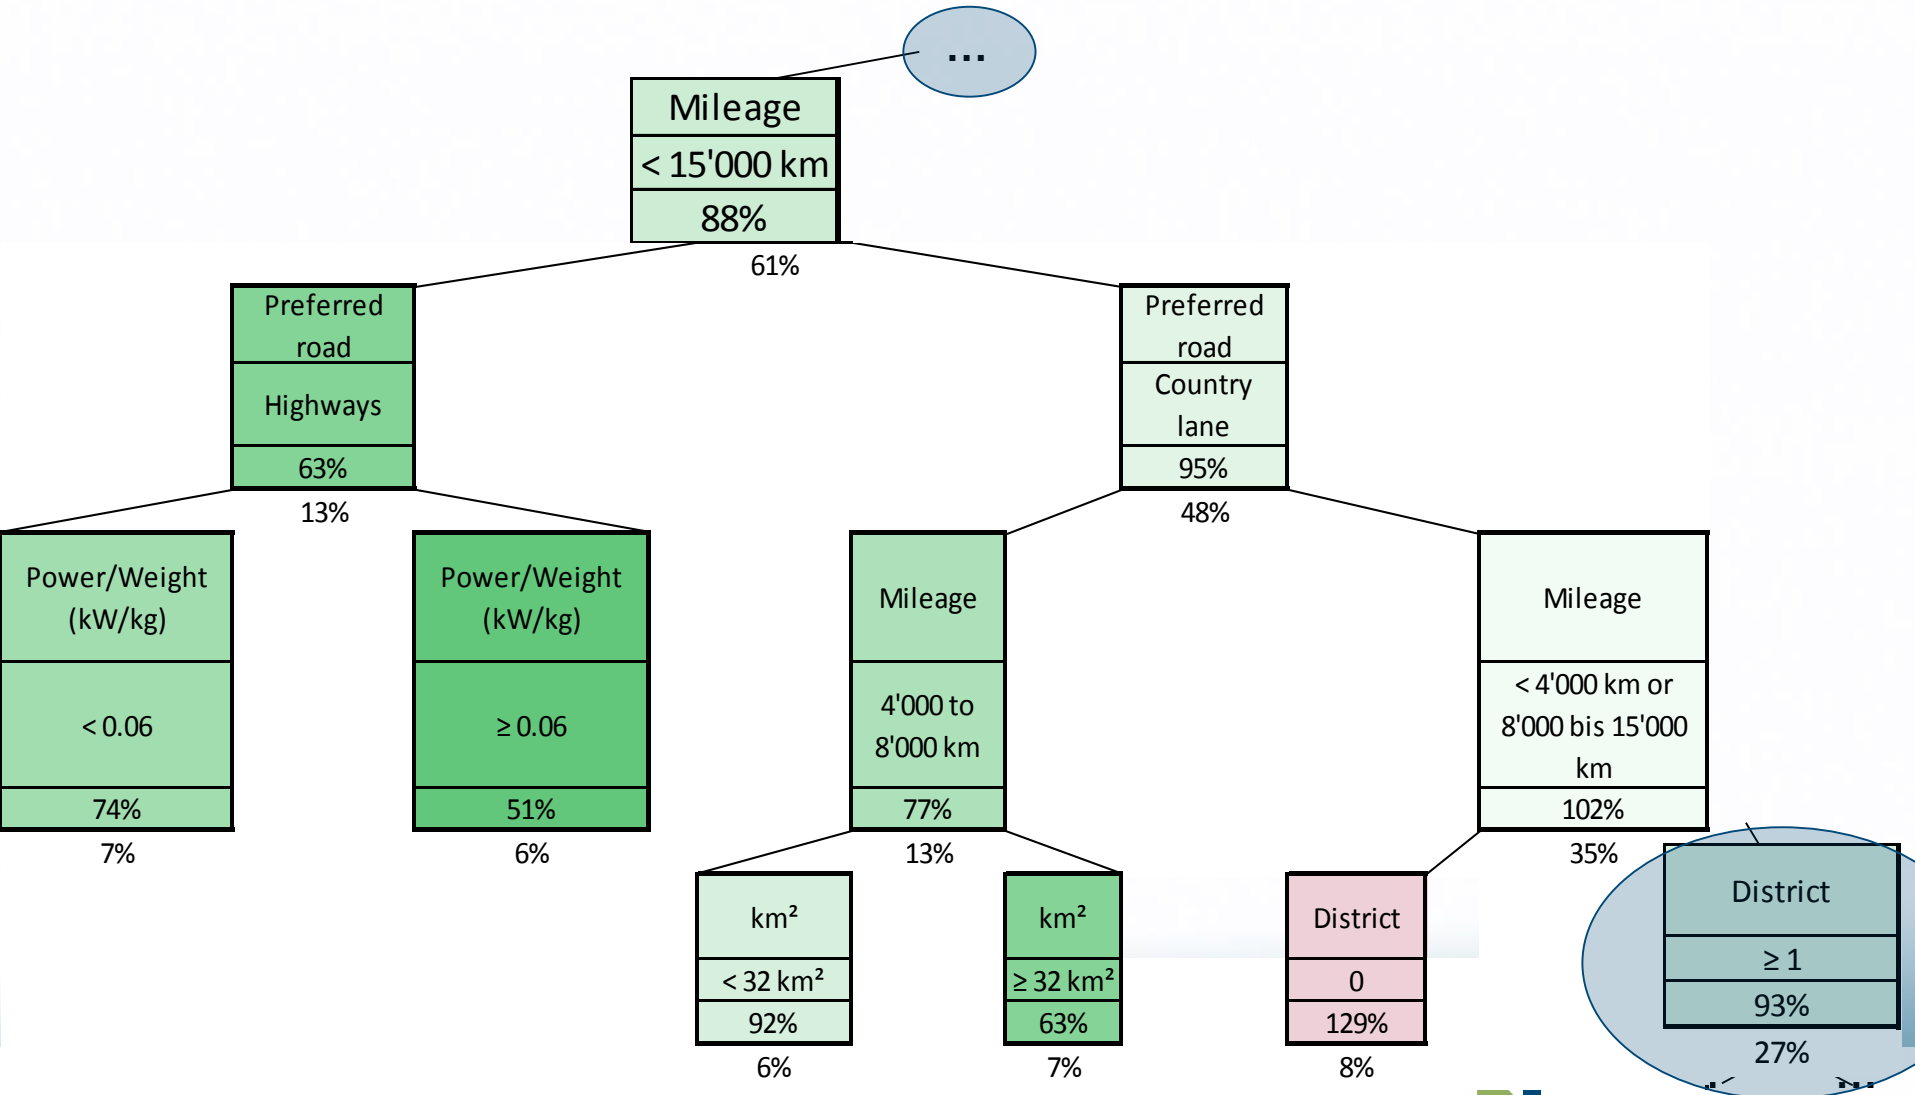 ...
Mileage
< 15'000 km
88%
61%
Preferred
road
Highways
63%
13%
Preferred
road
Country
lane
95%
48%
Power/Weight
(kW/kg)
< 0.06
74%
7%
Power/Weight
(kW/kg)
≥ 0.06
51%
6%
Mileage
4'000 to
8'000 km
77%
13%
Mileage
< 4'000 km or
8'000 bis 15'000
km
102%
35%
km²
< 32 km²
92%
6%
km²
≥ 32 km²
63%
7%
District
0
129%
8%
District
≥ 1
93%
27%
...